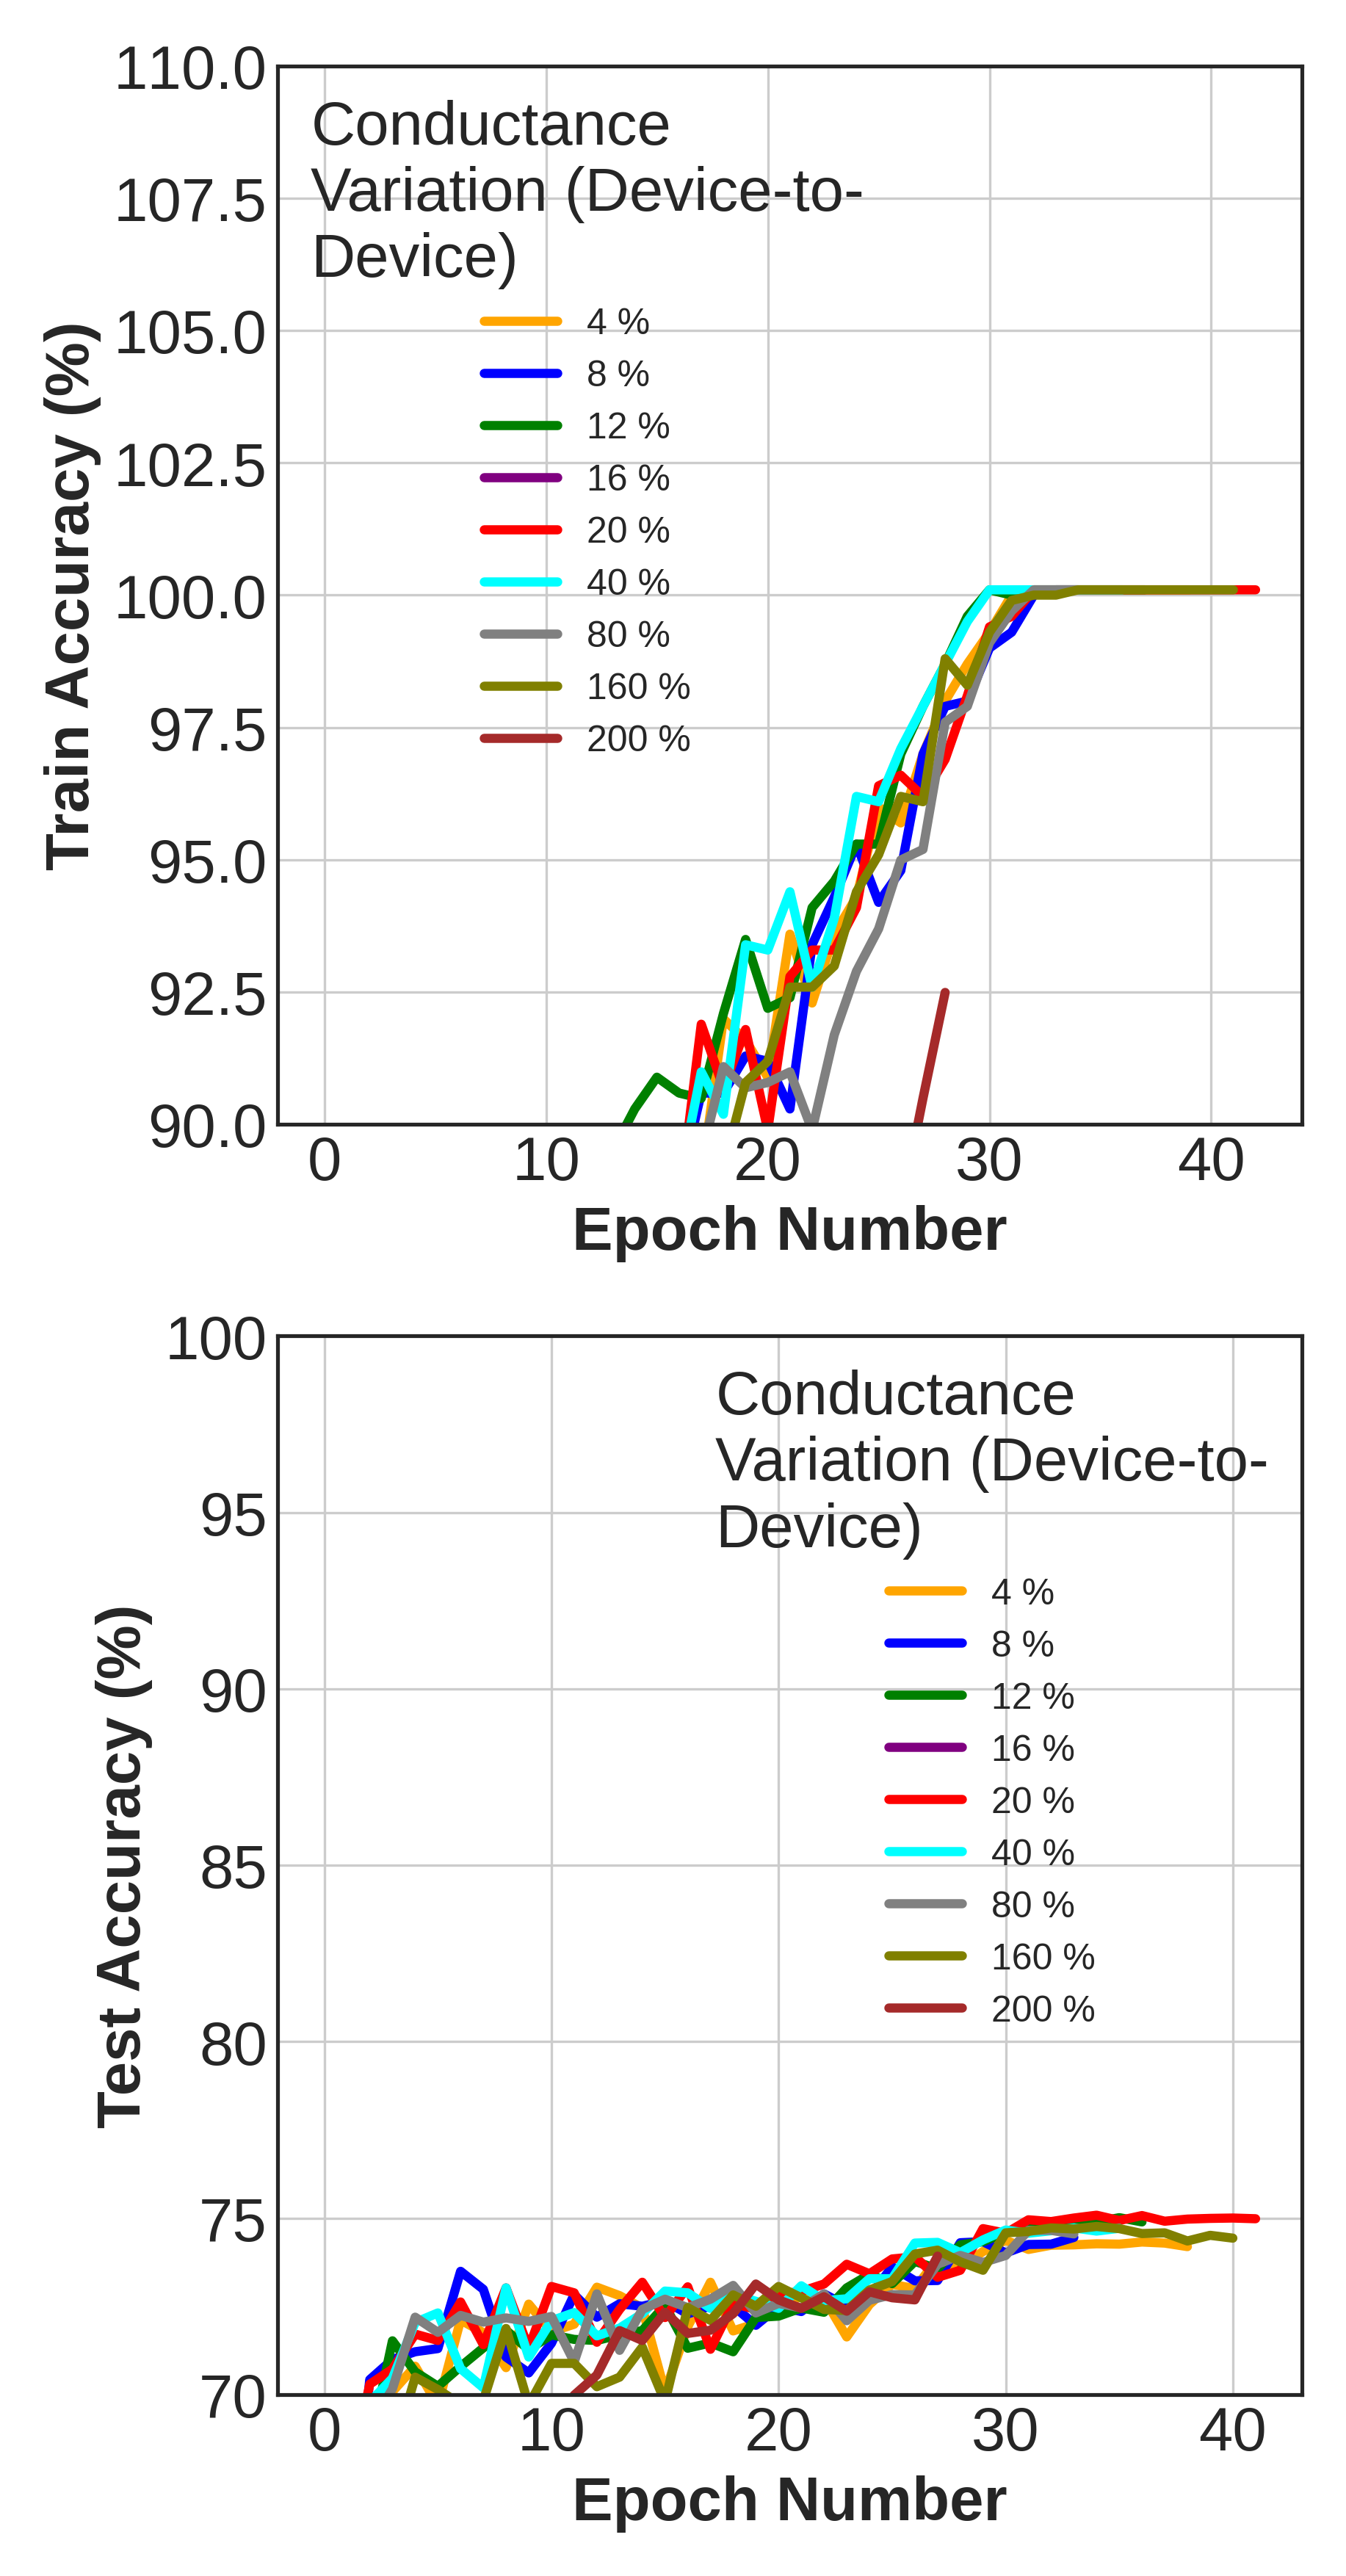 110.0
107.5
105.0
102.5
100.0
97.5
95.0
92.5
90.0
Train Accuracy (%)
Conductance
Variation (Device-to-
Device)
4 %
8 %
12 %
16 %
20 %
40 %
80 %
160 %
200 %
0 10 20 30 40
Epoch Number
100
95
90
85
80
75
70
Test Accuracy (%)
Conductance
Variation (Device-to-
Device)
4 %
8 %
12 %
16 %
20 %
40 %
80 %
160 %
200 %
0 10 20 30 40
Epoch Number